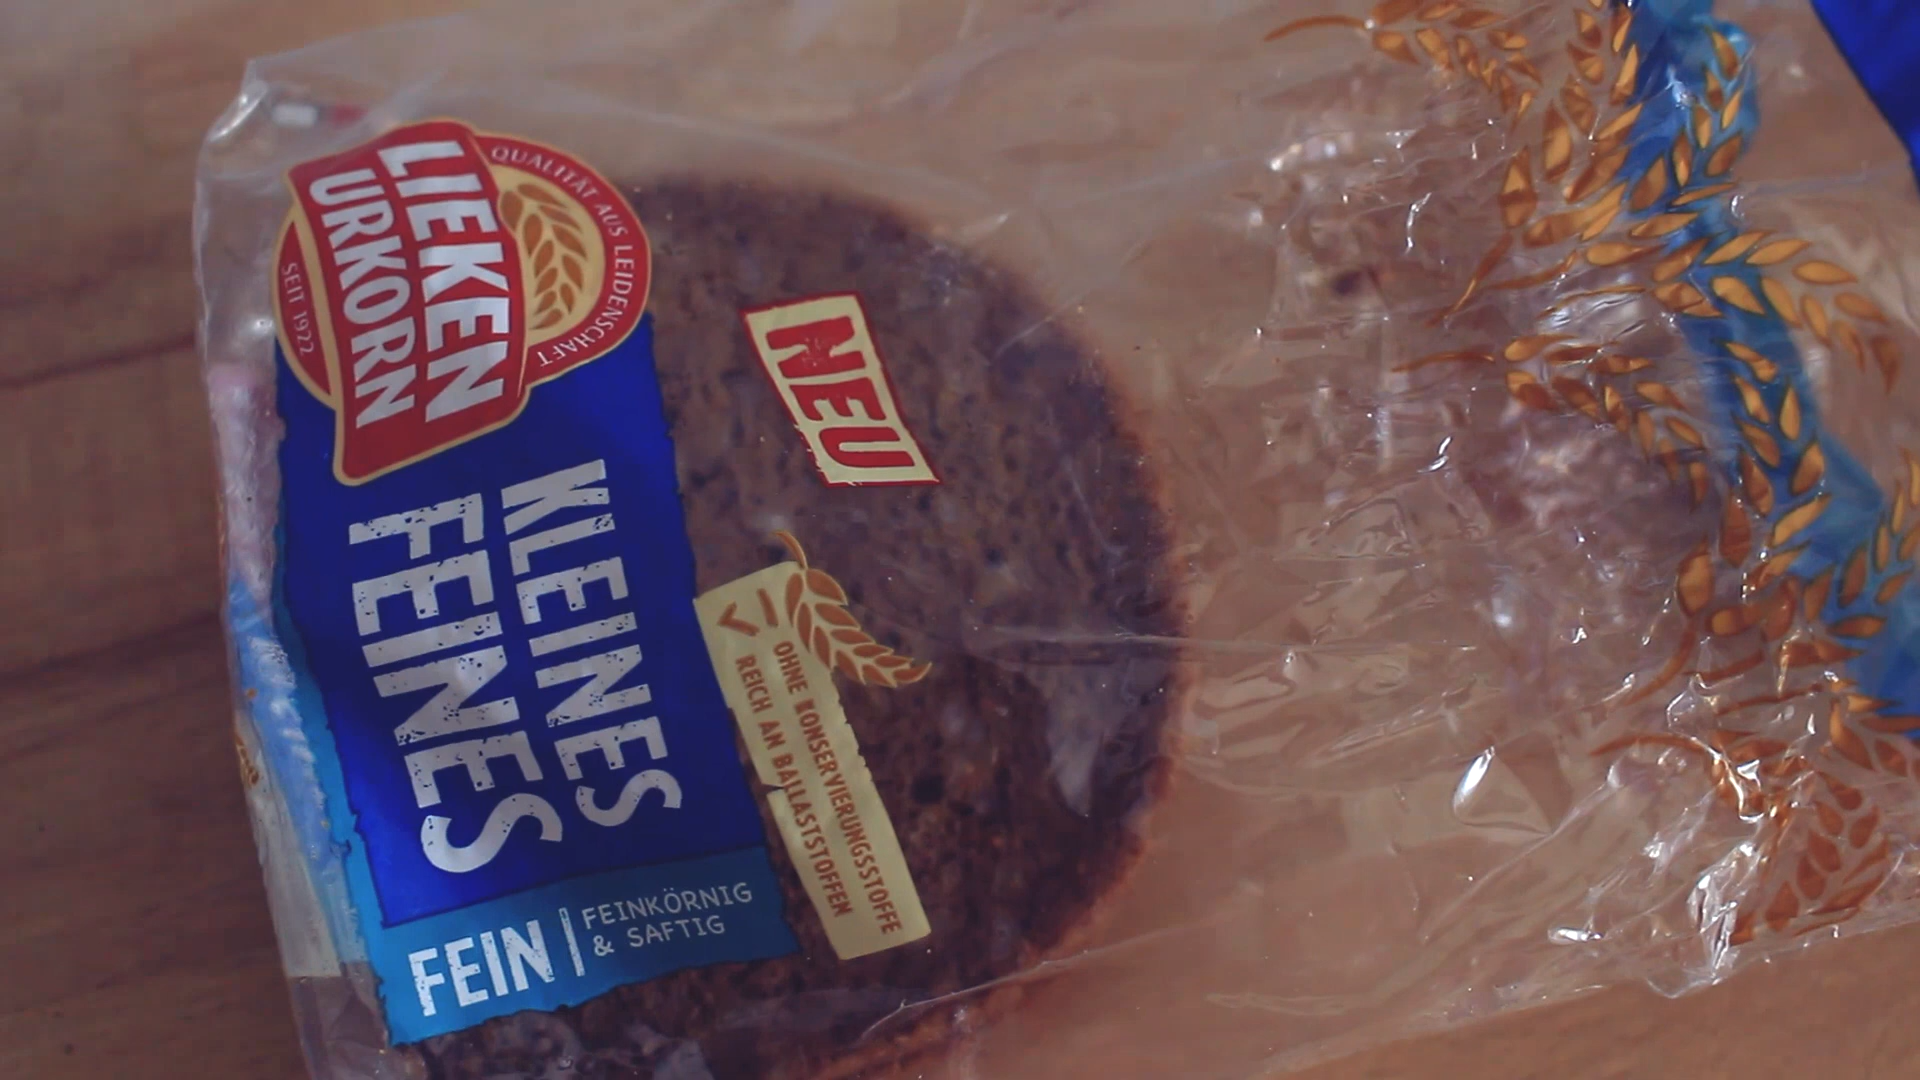 LIEKEN
URKORN
QUALITÄT AUS LEIDENSCHAFT
SEIT 1922
NEU
KLEINES
FEINES
OHNE KONSERVIERUNGSSTOFFE
REICH AN BALLASTSTOFFEN
FEIN
FEINKÖRNIG
& SAFTIG